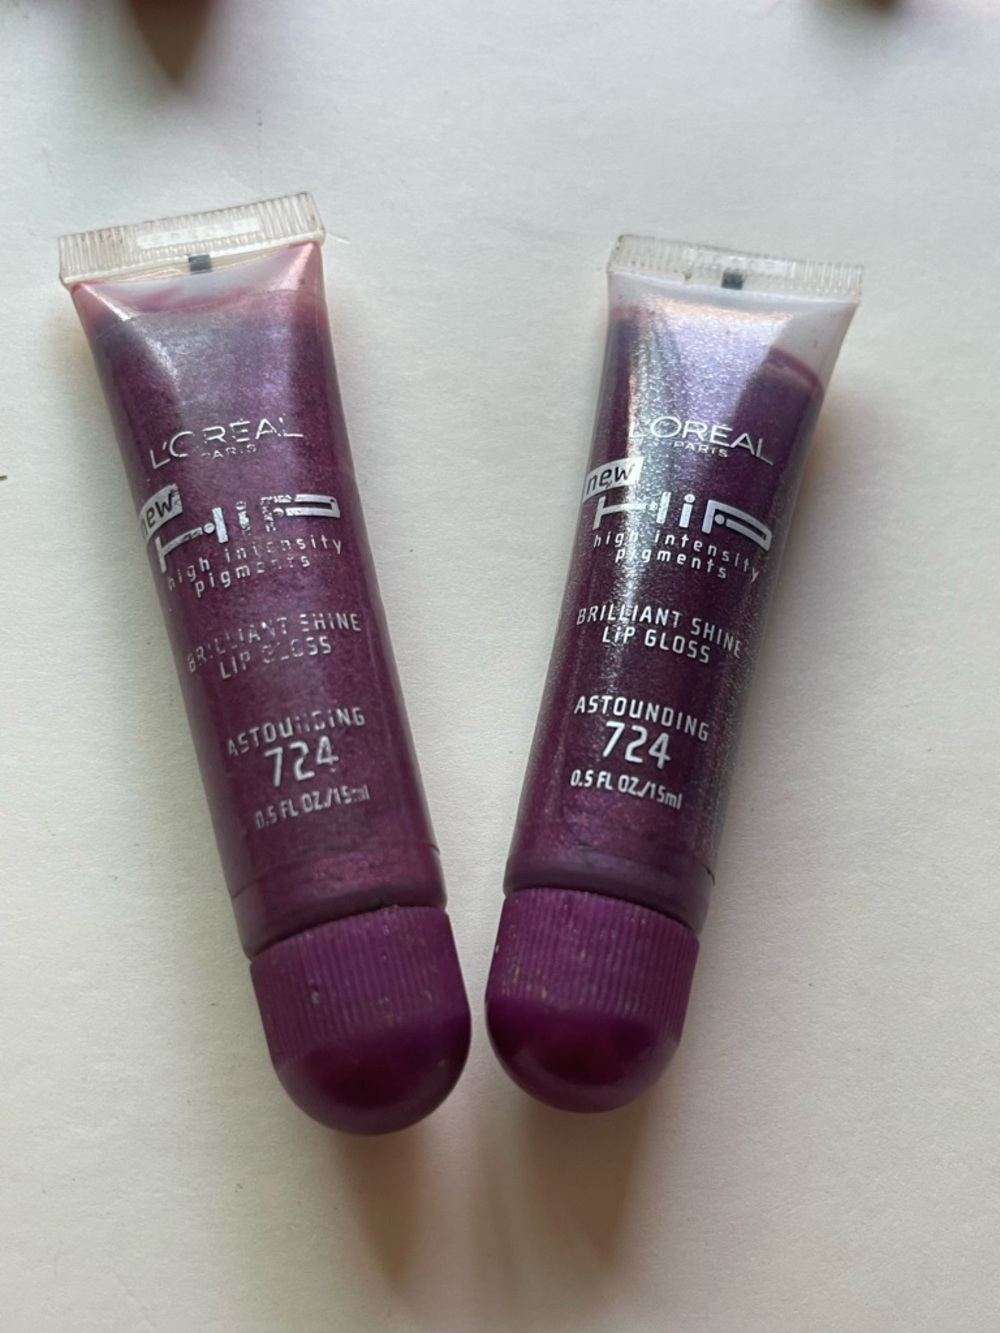 L'ORÉAL
PARIS
new
HiP
high intensity
pigments
BRILLIANT SHINE
LIP GLOSS
ASTOUNDING
724
0.5 FL OZ./15ml
L'ORÉAL
PARIS
new
HiP
high intensity
pigments
BRILLIANT SHINE
LiP GLOSS
ASTOUNDING
724
0.5 FL OZ./15ml